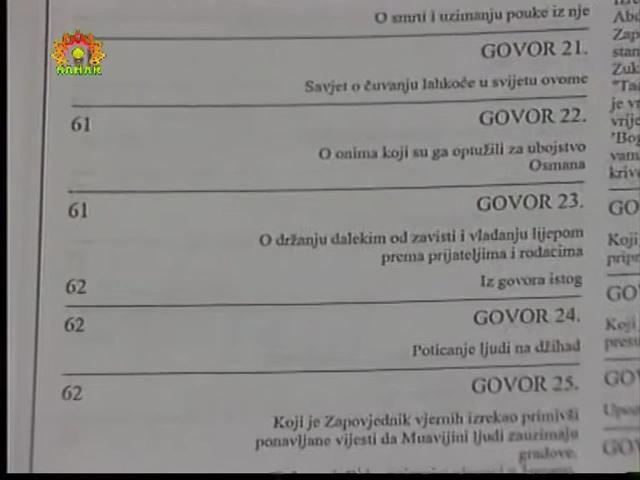 O smrti i uzimanju pouke iz nje
SAHAR
GOVOR 21.
Savjet o čuvanju lahkoće u svijetu ovome
61
GOVOR 22.
O onima koji su ga optužili za ubojstvo
Osmana
61
GOVOR 23.
O držanju dalekim od zavisti i vladanju lijepom
prema prijateljima i rođacima
62
Iz govora istog
62
GOVOR 24.
Poticanje ljudi na džihad
62
GOVOR 25.
Koji je Zapovjednik vjernih izrekao primivši
ponavljane vijesti da Muavijini ljudi zauzimaju
gradove.